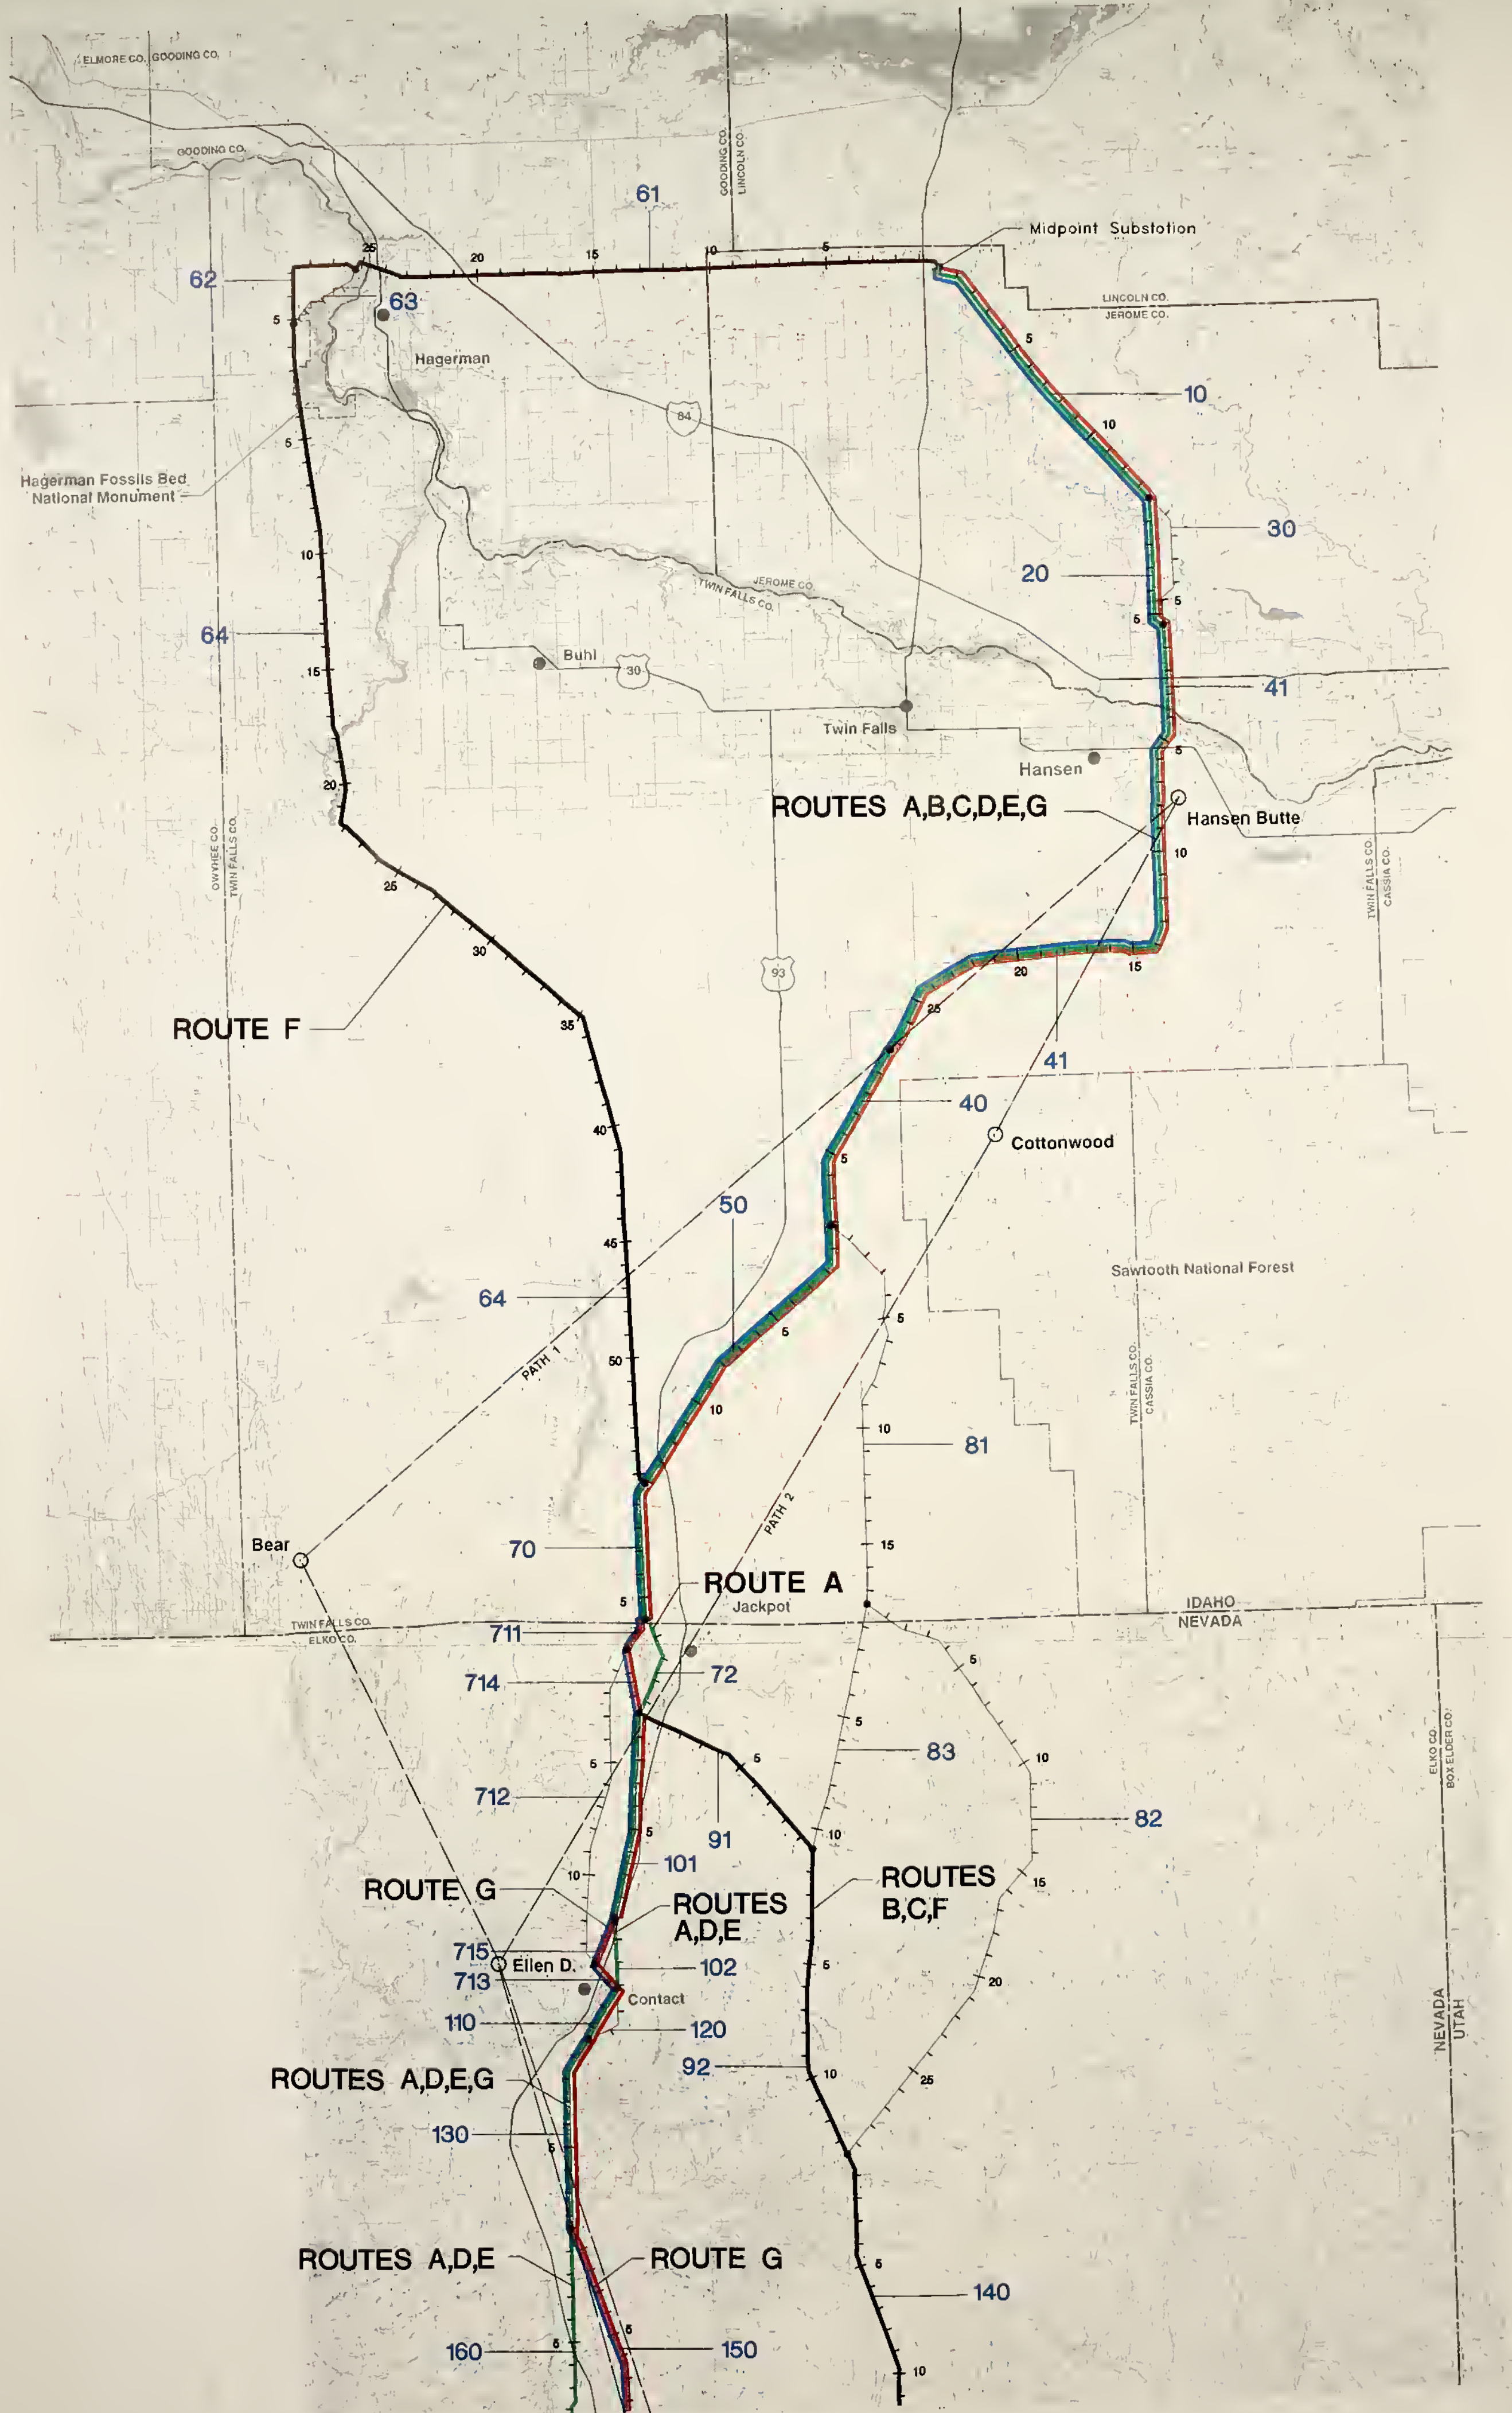 ELMORE CO. GOODING CO.
GOODING CO.
GOODING CO.
LINCOLN CO.
61
Midpoint Substation
25
20
15
10
5
62
63
5
LINCOLN CO.
JEROME CO.
5
Hagerman
10
84
10
5
Hagerman Fossils Bed
National Monument
30
10
20
JEROME CO.
TWIN FALLS CO.
5
5
64
Buhl
30
15
41
Twin Falls
5
Hansen
20
ROUTES A,B,C,D,E,G
Hansen Butte
10
OWYHEE CO.
TWIN FALLS CO.
TWIN FALLS CO.
CASSIA CO.
25
30
93
20
15
25
ROUTE F
35
41
40
40
Cottonwood
5
50
45
Sawtooth National Forest
64
5
5
50
PATH 1
TWIN FALLS CO.
CASSIA CO.
10
10
81
PATH 2
Bear
70
15
ROUTE A
5
Jackpot
IDAHO
NEVADA
TWIN FALLS CO.
ELKO CO.
711
714
72
5
5
83
10
5
5
ELKO CO.
BOX ELDER CO.
712
91
5
10
82
101
10
15
ROUTE G
ROUTES
A,D,E
ROUTES
B,C,F
715
Ellen D.
713
102
5
20
Contact
110
120
NEVADA
UTAH
92
10
25
ROUTES A,D,E,G
130
5
ROUTES A,D,E
ROUTE G
5
140
5
5
160
150
10